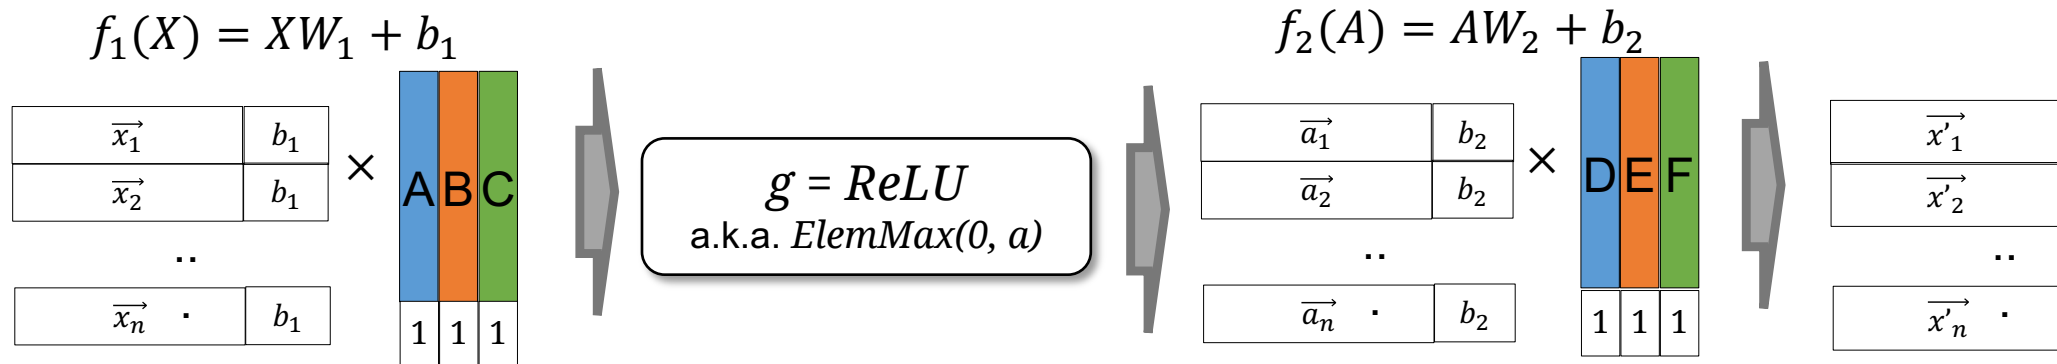 f₁(X) = XW₁ + b₁
f₂(A) = AW₂ + b₂
x₁→ b₁
x₂→ b₁
..
xₙ→ · b₁
×
A B C
1 1 1
g = ReLU
a.k.a. ElemMax(0, a)
a₁→ b₂
a₂→ b₂
..
aₙ→ · b₂
×
D E F
1 1 1
x'₁→
x'₂→
..
x'ₙ→ ·